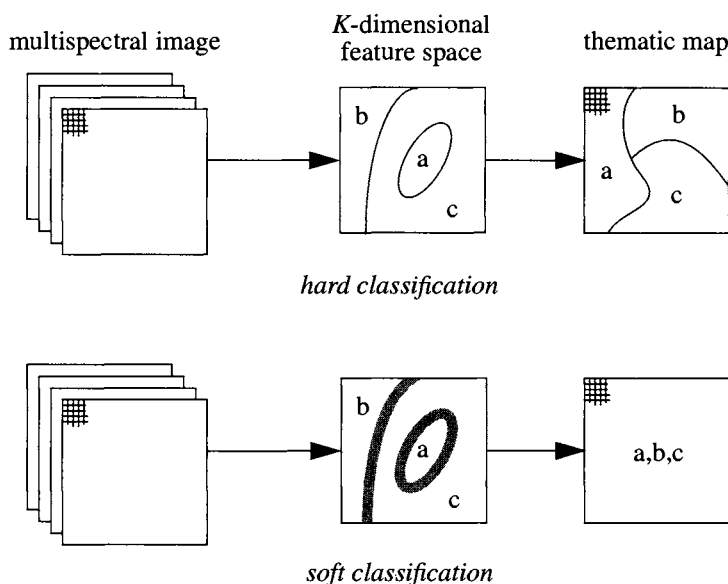 multispectral image
K-dimensional
feature space
thematic map
b
a
c
a
b
c
hard classification
b
a
c
a,b,c
soft classification